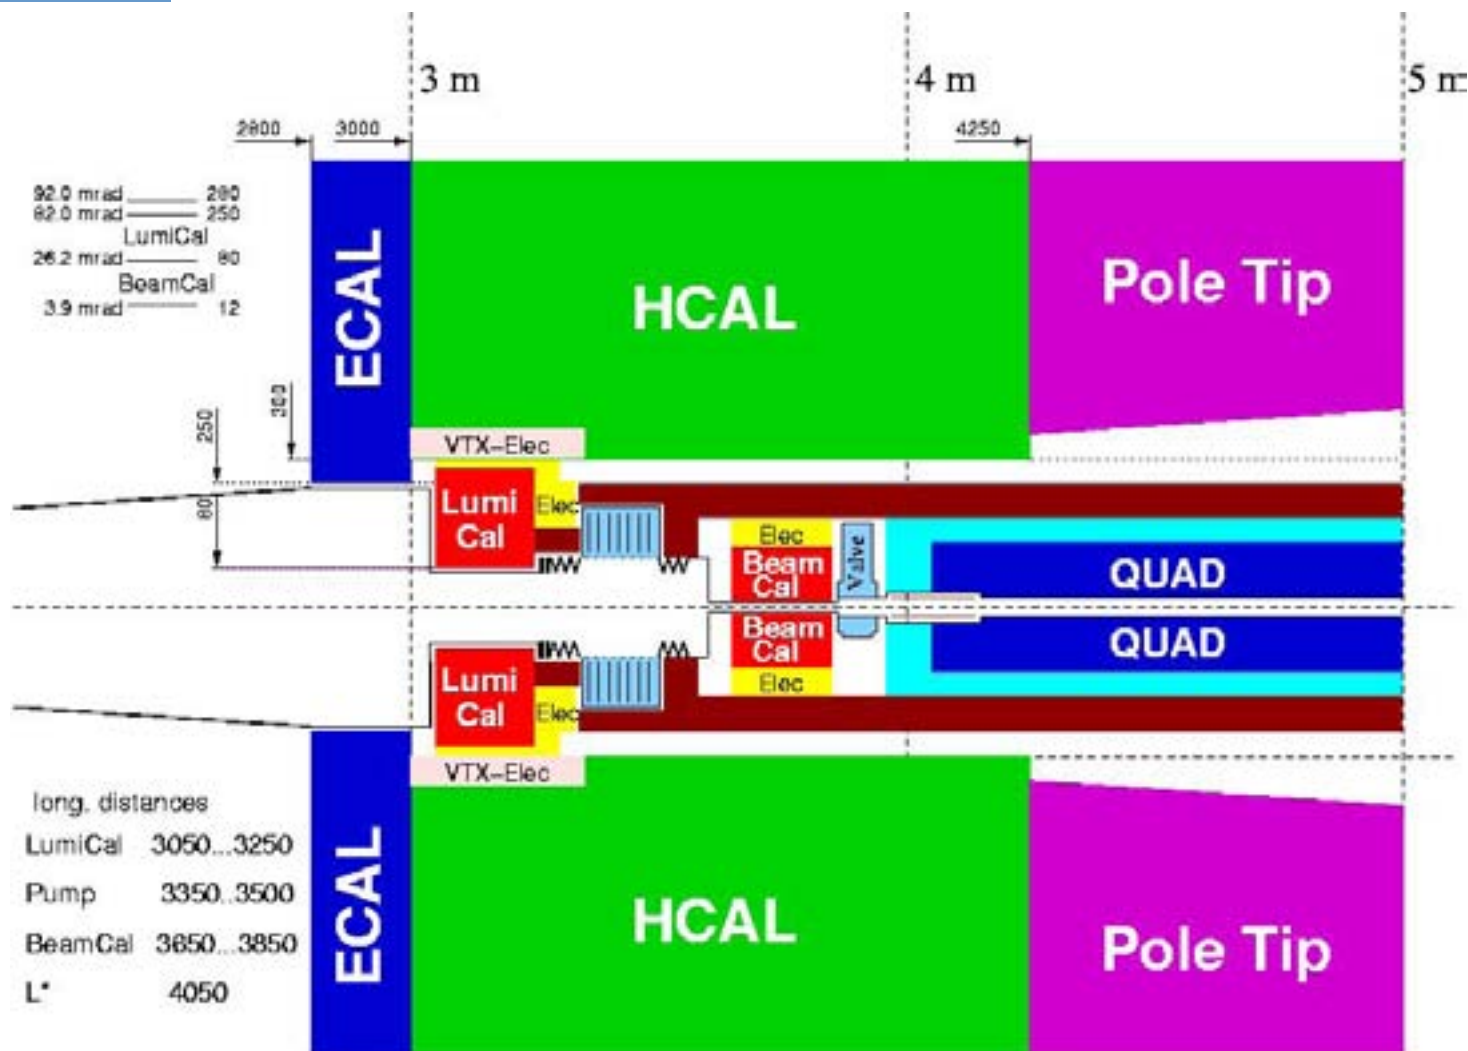 3 m
4 m
5 m
2800
3000
4250
92.0 mrad 280
82.0 mrad 250
LumiCal
26.2 mrad 80
BeamCal
3.9 mrad 12
ECAL
HCAL
Pole Tip
300
250
80
VTX-Elec
Lumi
Cal
Elec
Elec
Beam
Cal
Valve
QUAD
Beam
Cal
Elec
QUAD
Lumi
Cal
Elec
VTX-Elec
ECAL
HCAL
Pole Tip
long. distances
LumiCal 3050...3250
Pump 3350..3500
BeamCal 3650...3850
L* 4050